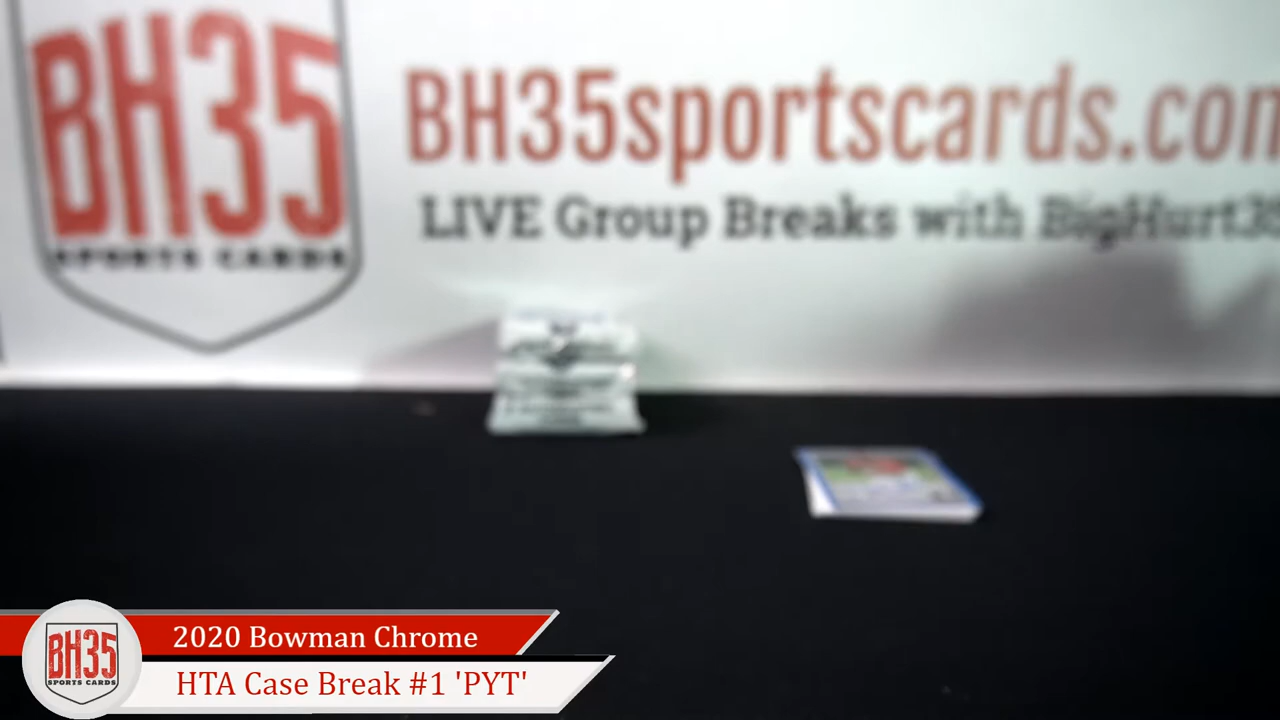 BH35
SPORTS CARDS
BH35sportscards.com
LIVE Group Breaks with BigHurt35
2020 Bowman Chrome
HTA Case Break #1 'PYT'
BH35
SPORTS CARDS